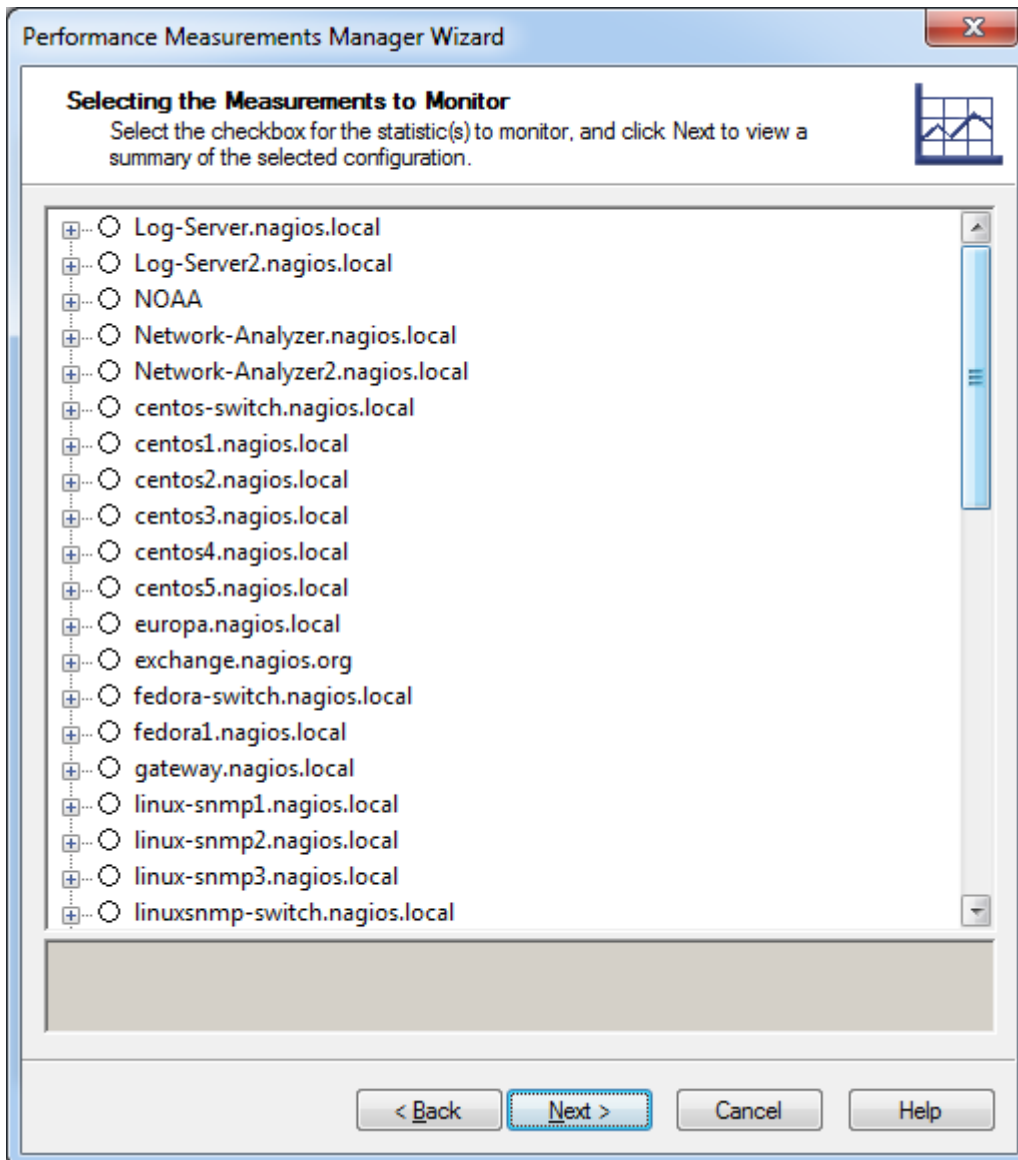 Performance Measurements Manager Wizard
Selecting the Measurements to Monitor
Select the checkbox for the statistic(s) to monitor, and click Next to view a
summary of the selected configuration.
Log-Server.nagios.local
Log-Server2.nagios.local
NOAA
Network-Analyzer.nagios.local
Network-Analyzer2.nagios.local
centos-switch.nagios.local
centos1.nagios.local
centos2.nagios.local
centos3.nagios.local
centos4.nagios.local
centos5.nagios.local
europa.nagios.local
exchange.nagios.org
fedora-switch.nagios.local
fedora1.nagios.local
gateway.nagios.local
linux-snmp1.nagios.local
linux-snmp2.nagios.local
linux-snmp3.nagios.local
linuxsnmp-switch.nagios.local
< Back Next > Cancel Help